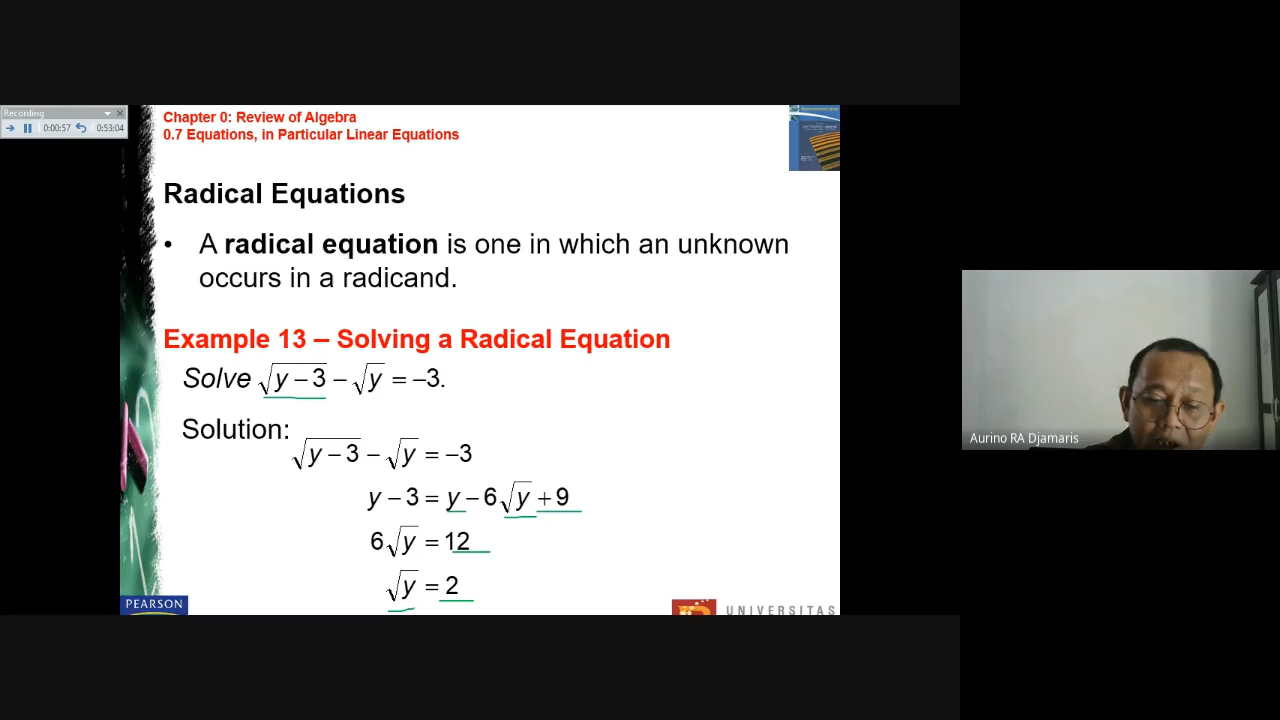 Recording
0:00:57 0:53:04
Chapter 0: Review of Algebra
0.7 Equations, in Particular Linear Equations
Radical Equations
• A radical equation is one in which an unknown
occurs in a radicand.
Example 13 – Solving a Radical Equation
Solve √(y – 3) – √y = –3.
Solution:
√(y – 3) – √y = –3
y – 3 = y – 6√y + 9
6√y = 12
√y = 2
PEARSON
UNIVERSITAS
Aurino RA Djamaris